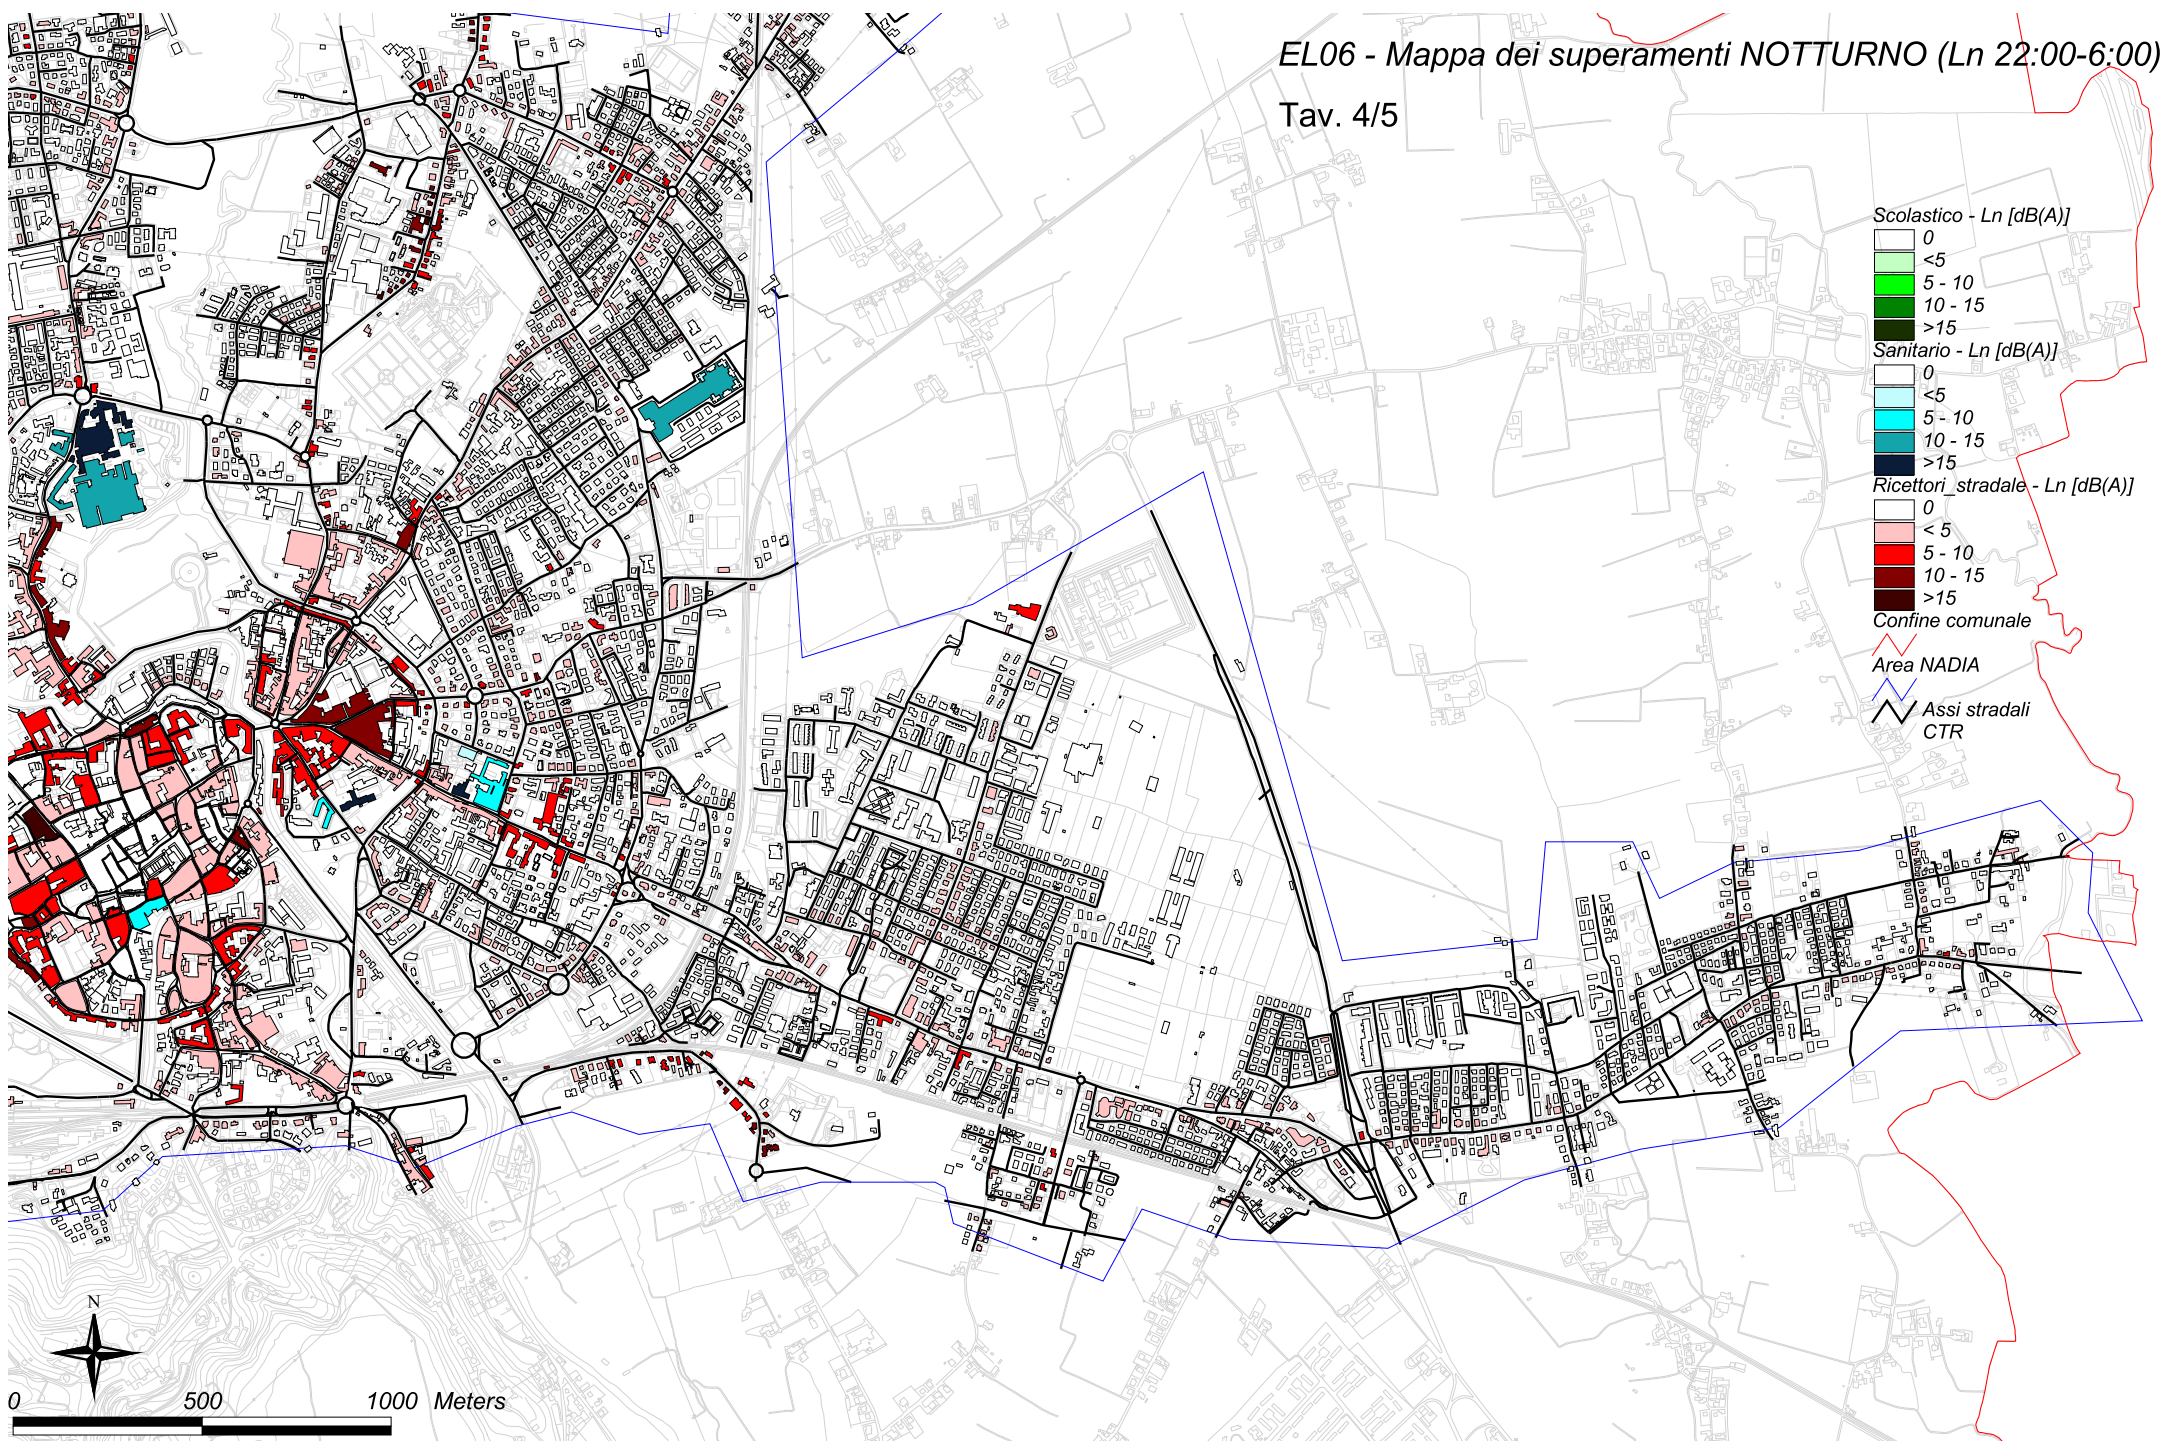 EL06 - Mappa dei superamenti NOTTURNO (Ln 22:00-6:00)
Tav. 4/5
Scolastico - Ln [dB(A)]
0
<5
5 - 10
10 - 15
>15
Sanitario - Ln [dB(A)]
0
<5
5 - 10
10 - 15
>15
Ricettori_stradale - Ln [dB(A)]
0
< 5
5 - 10
10 - 15
>15
Confine comunale
Area NADIA
Assi stradali
CTR
N
0 500 1000 Meters